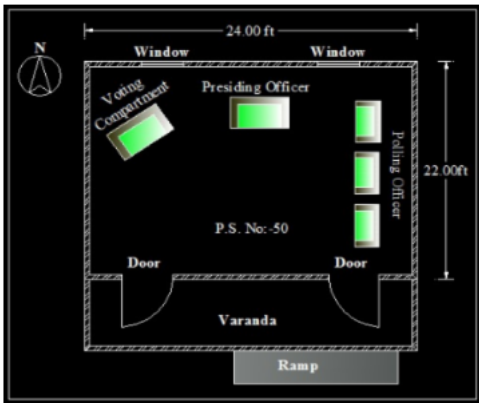 24.00 ft
N
Window
Window
Voting
Compartment
Presiding Officer
Polling Officer
22.00ft
P.S. No:-50
Door
Door
Varanda
Ramp